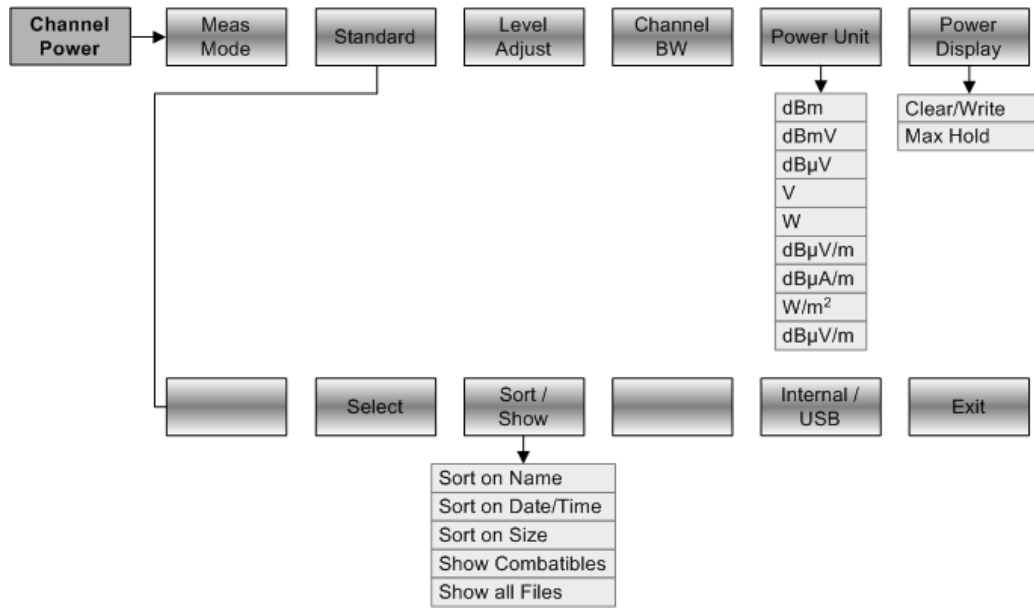 Channel
Power
Meas
Mode
Standard
Level
Adjust
Channel
BW
Power Unit
Power
Display
dBm
dBmV
dBµV
V
W
dBµV/m
dBµA/m
W/m²
dBµV/m
Clear/Write
Max Hold
Select
Sort /
Show
Internal /
USB
Exit
Sort on Name
Sort on Date/Time
Sort on Size
Show Combatibles
Show all Files